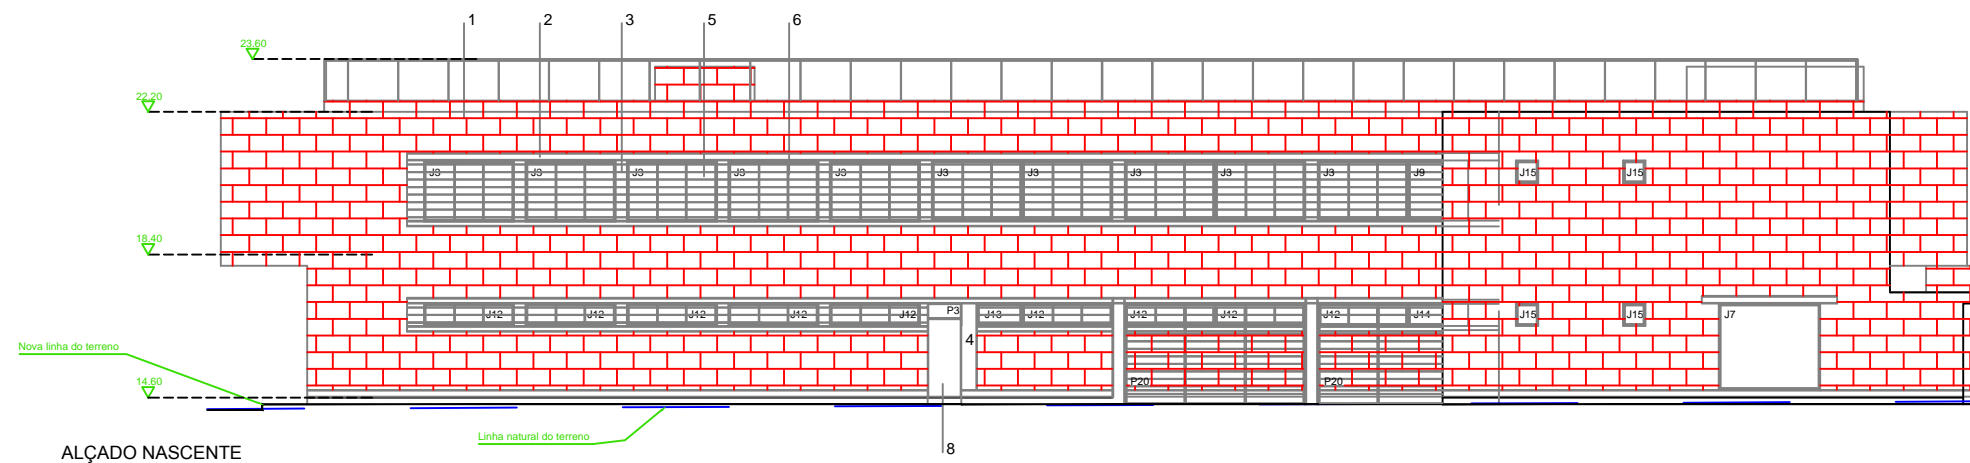 1 2 3 5 6
23.60
22.20
J3 J3 J3 J3 J3 J3 J3 J3 J3 J3 J9 J15 J15
18.40
J12 J12 J12 J12 J12 P3 J13 J12 J12 J12 J12 J14 J15 J15 J7
4
Nova linha do terreno
14.60 P20 P20
Linha natural do terreno
8
ALÇADO NASCENTE